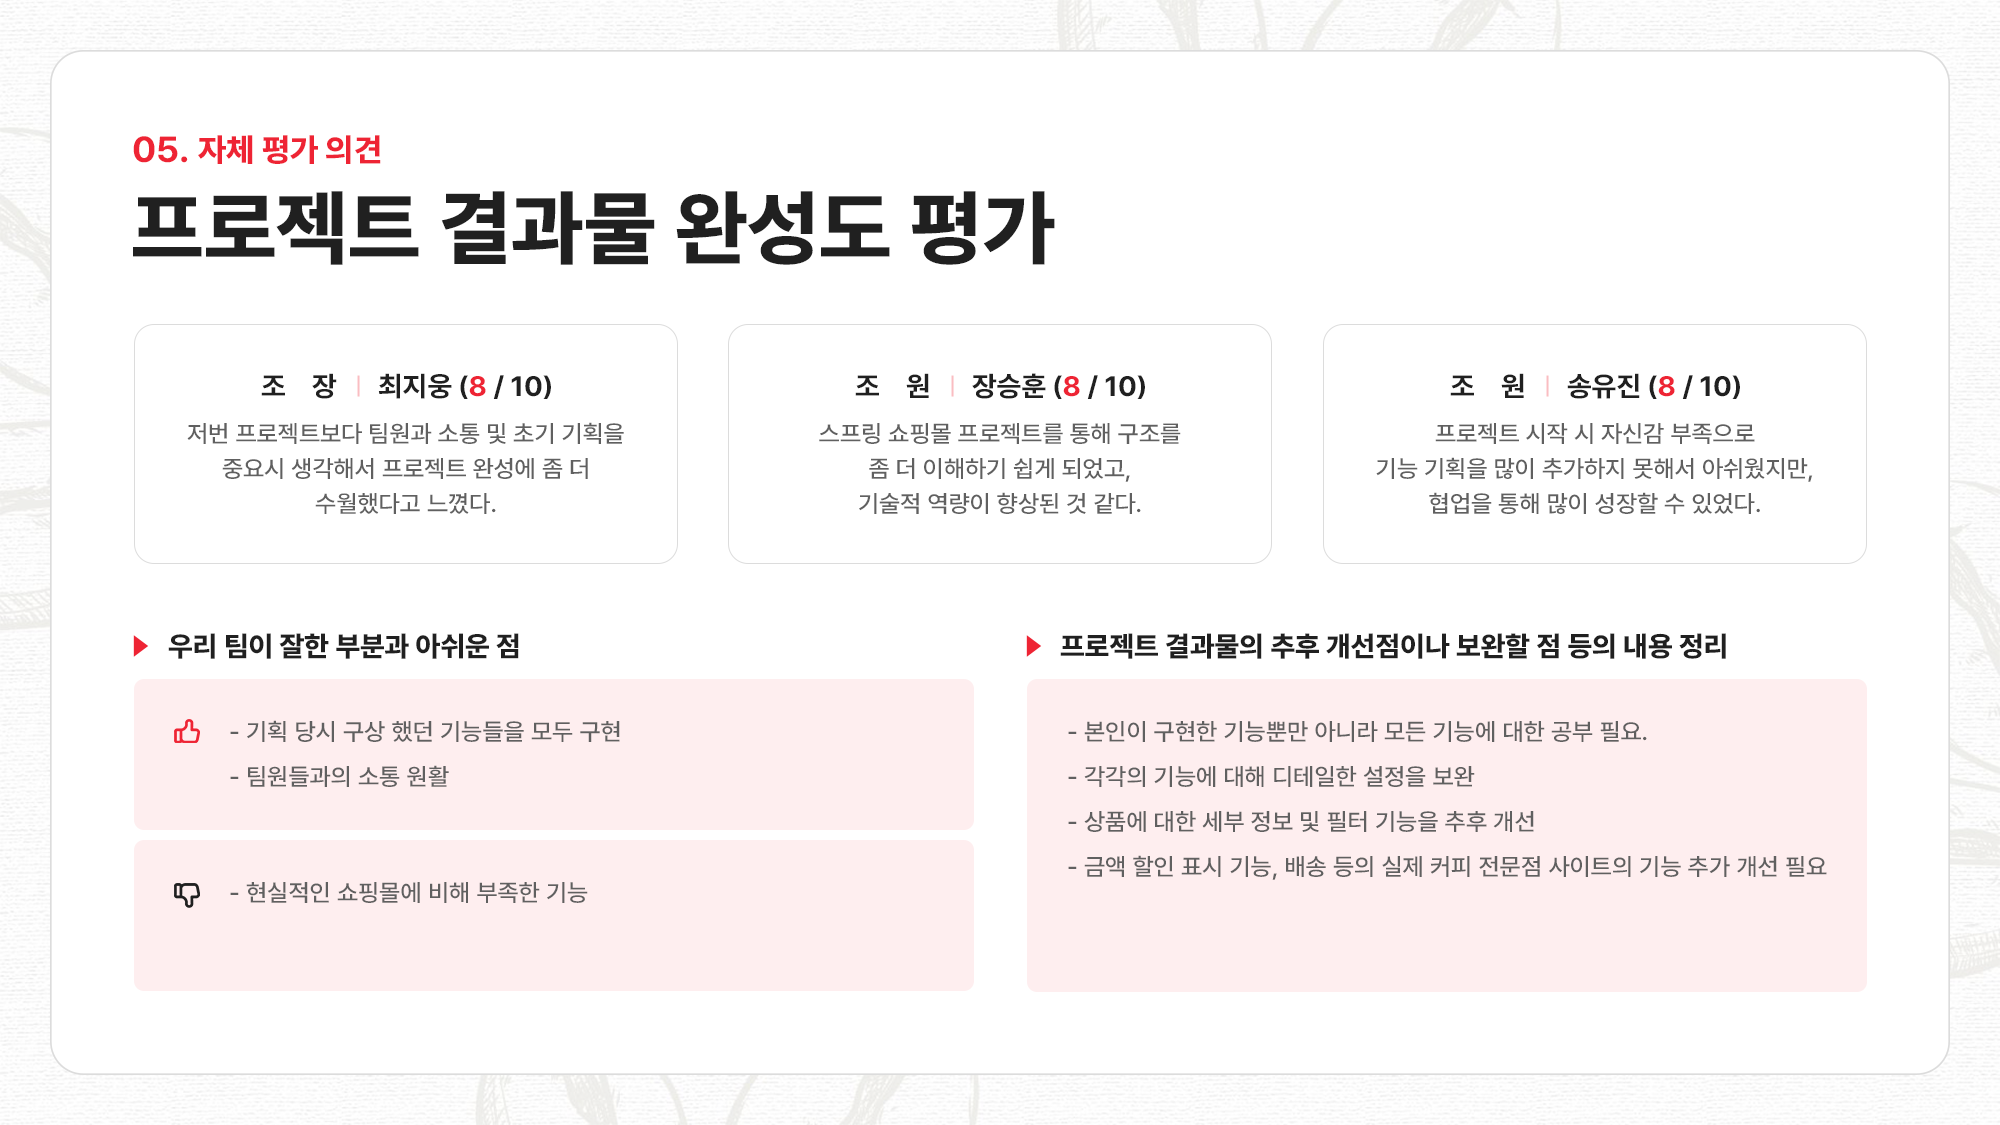 05. 자체 평가 의견
프로젝트 결과물 완성도 평가
조 장 | 최지웅 (8 / 10)
저번 프로젝트보다 팀원과 소통 및 초기 기획을
중요시 생각해서 프로젝트 완성에 좀 더
수월했다고 느꼈다.
조 원 | 장승훈 (8 / 10)
스프링 쇼핑몰 프로젝트를 통해 구조를
좀 더 이해하기 쉽게 되었고,
기술적 역량이 향상된 것 같다.
조 원 | 송유진 (8 / 10)
프로젝트 시작 시 자신감 부족으로
기능 기획을 많이 추가하지 못해서 아쉬웠지만,
협업을 통해 많이 성장할 수 있었다.
우리 팀이 잘한 부분과 아쉬운 점
- 기획 당시 구상 했던 기능들을 모두 구현
- 팀원들과의 소통 원활
- 현실적인 쇼핑몰에 비해 부족한 기능
프로젝트 결과물의 추후 개선점이나 보완할 점 등의 내용 정리
- 본인이 구현한 기능뿐만 아니라 모든 기능에 대한 공부 필요.
- 각각의 기능에 대해 디테일한 설정을 보완
- 상품에 대한 세부 정보 및 필터 기능을 추후 개선
- 금액 할인 표시 기능, 배송 등의 실제 커피 전문점 사이트의 기능 추가 개선 필요